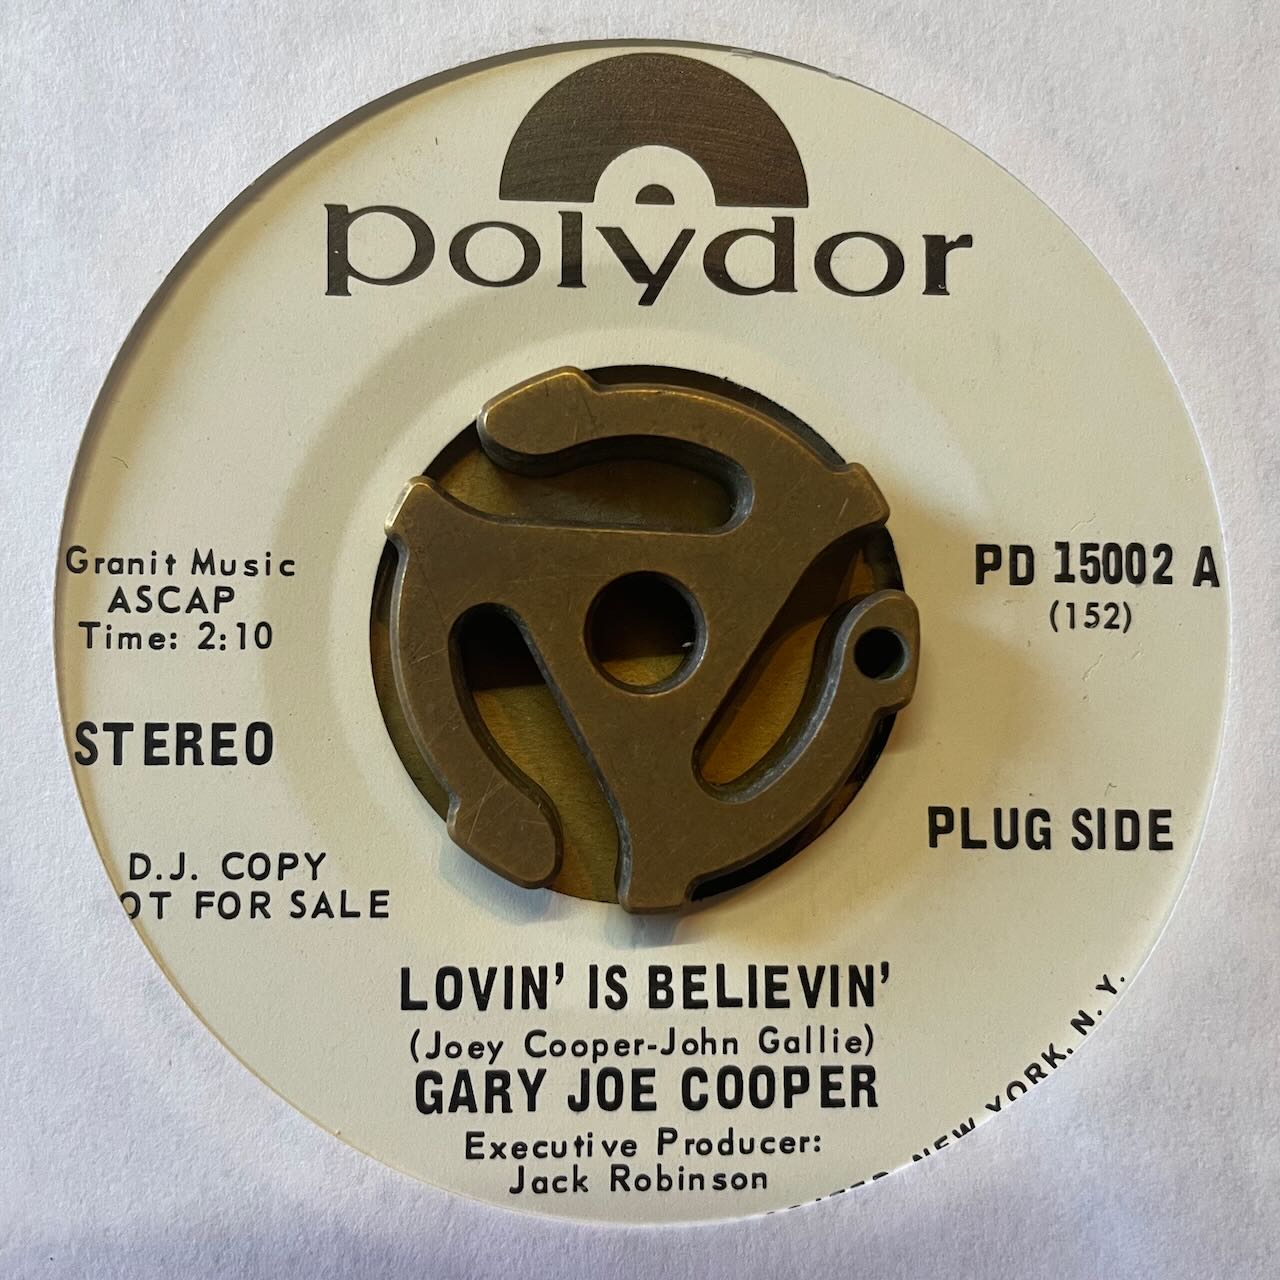 polydor
Granit Music
ASCAP
Time: 2:10
STEREO
D.J. COPY
OT FOR SALE
PD 15002 A
(152)
PLUG SIDE
LOVIN' IS BELIEVIN'
(Joey Cooper-John Gallie)
GARY JOE COOPER
Executive Producer:
Jack Robinson
NEW YORK, N. Y.